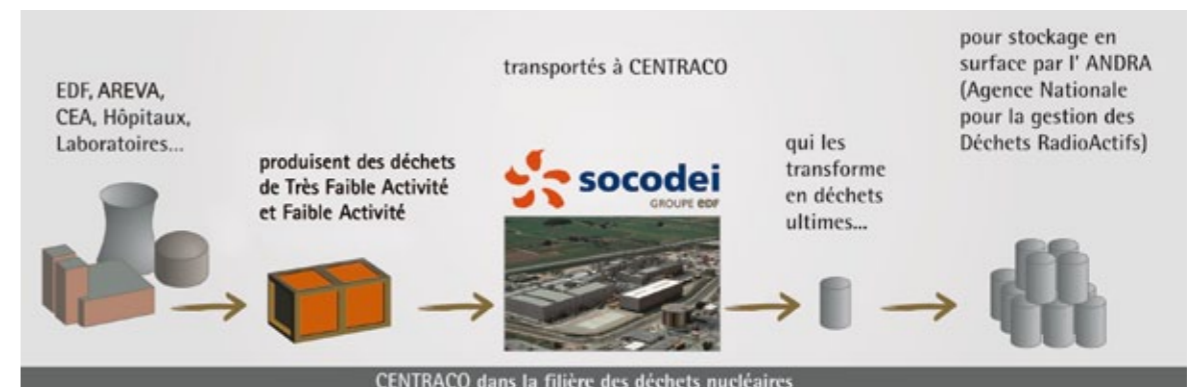 EDF, AREVA,
CEA, Hôpitaux,
Laboratoires...
produisent des déchets
de Très Faible Activité
et Faible Activité
transportés à CENTRACO
socodei
GROUPE EDF
qui les
transforme
en déchets
ultimes...
pour stockage en
surface par l' ANDRA
(Agence Nationale
pour la gestion des
Déchets RadioActifs)
CENTRACO dans la filière des déchets nucléaires